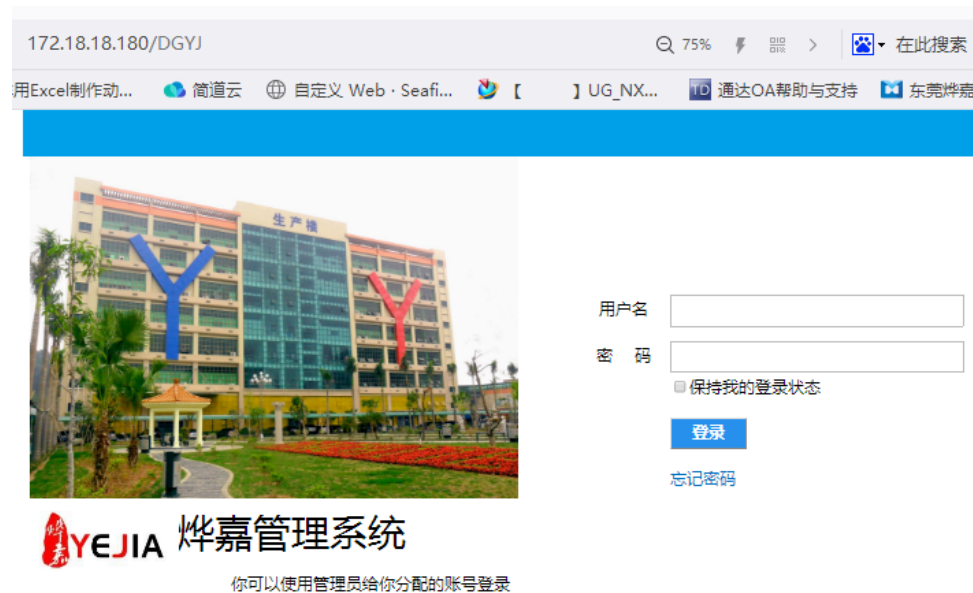 172.18.18.180/DGYJ
75%
在此搜索
用Excel制作动...
简道云
自定义 Web · Seafi...
【 】UG_NX...
TD 通达OA帮助与支持
东莞烨嘉
生产楼
用户名
密 码
保持我的登录状态
登录
忘记密码
烨嘉
YEJIA 烨嘉管理系统
你可以使用管理员给你分配的账号登录